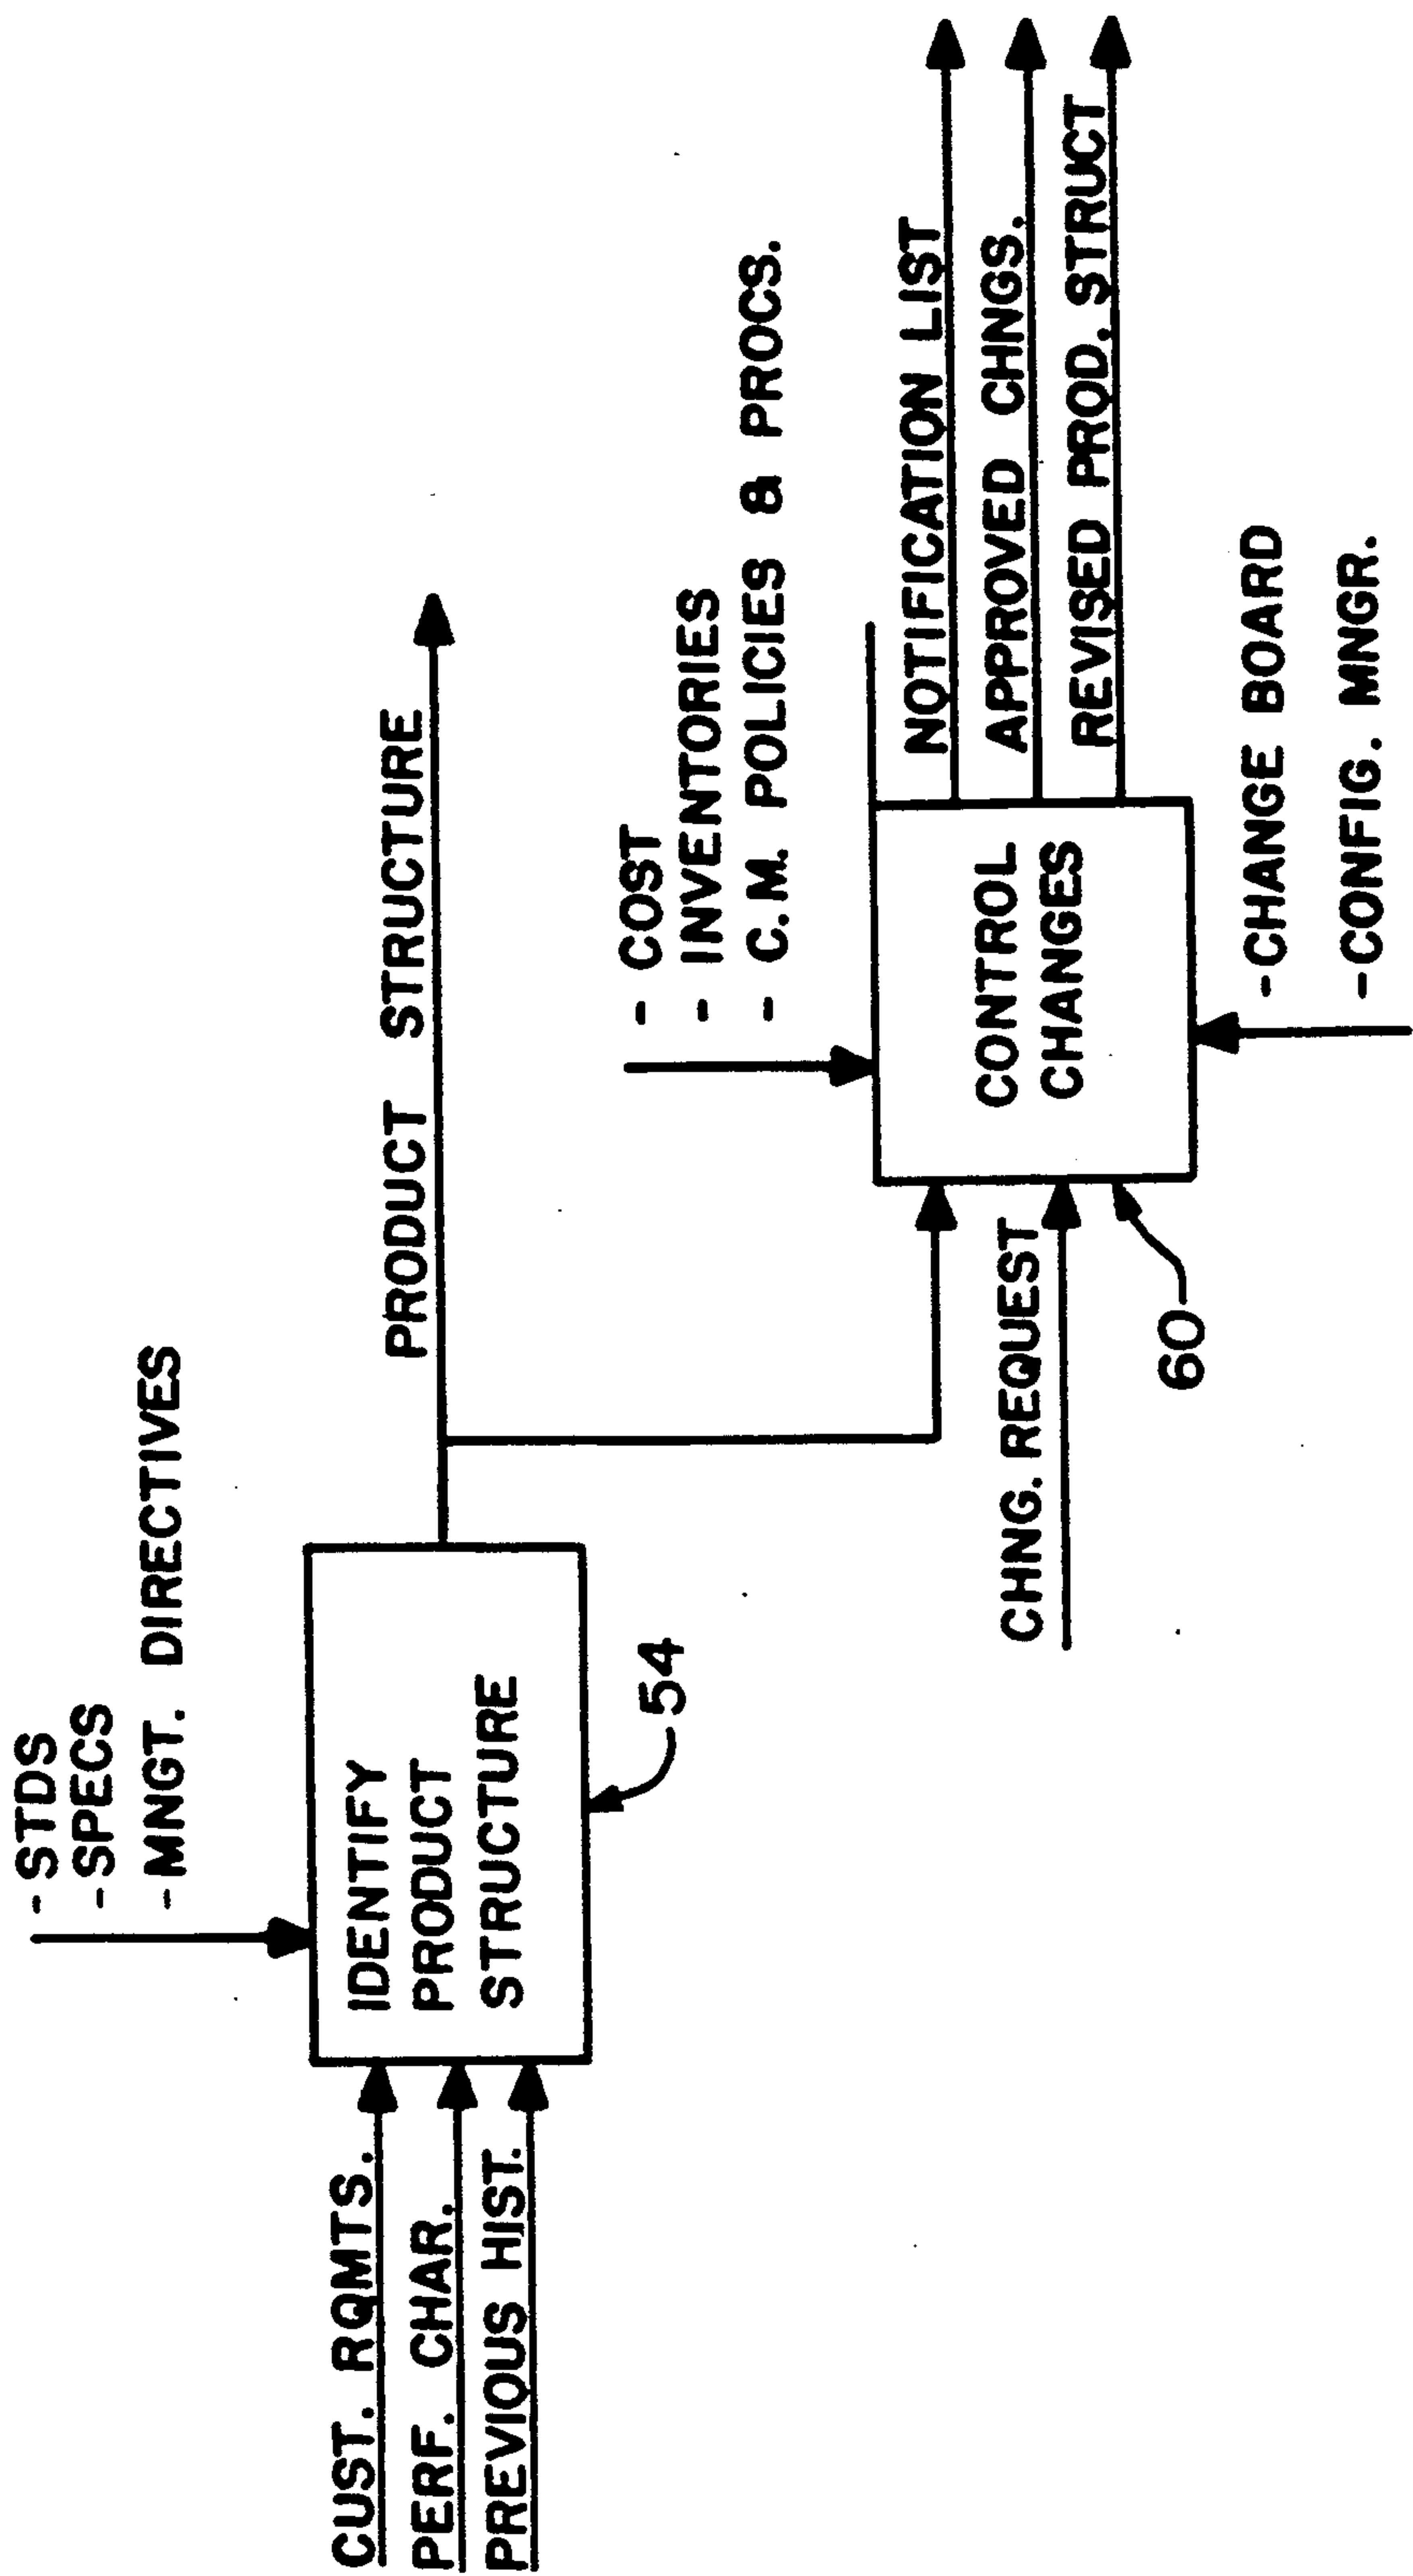 - STDS
- SPECS
- MNGT. DIRECTIVES
CUST. RQMTS.
PERF. CHAR.
PREVIOUS HIST.
IDENTIFY
PRODUCT
STRUCTURE
54
PRODUCT STRUCTURE
- COST
- INVENTORIES
- C.M. POLICIES & PROCS.
CHNG. REQUEST
60
CONTROL
CHANGES
NOTIFICATION LIST
APPROVED CHNGS.
REVISED PROD. STRUCT
- CHANGE BOARD
- CONFIG. MNGR.